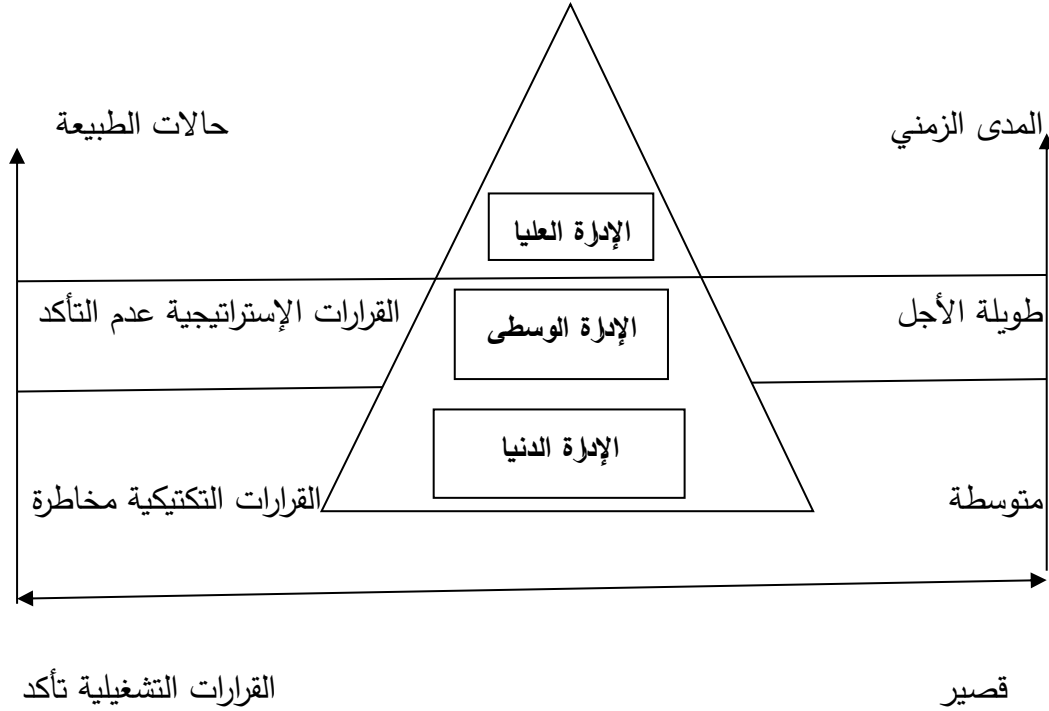 المدى الزمني
حالات الطبيعة
الإدارة العليا
طويلة الأجل
الإدارة الوسطى
القرارات الإستراتيجية عدم التأكد
الإدارة الدنيا
متوسطة
القرارات التكتيكية مخاطرة
قصير
القرارات التشغيلية تأكد